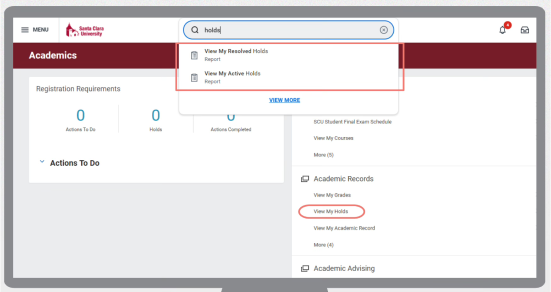 MENU
Santa Clara
University
holds
Academics
View My Resolved Holds
Report
View My Active Holds
Report
VIEW MORE
Registration Requirements
0
Actions To Do
0
Holds
0
Actions Completed
Actions To Do
SCU Student Final Exam Schedule
View My Courses
More (5)
Academic Records
View My Grades
View My Holds
View My Academic Record
More (4)
Academic Advising